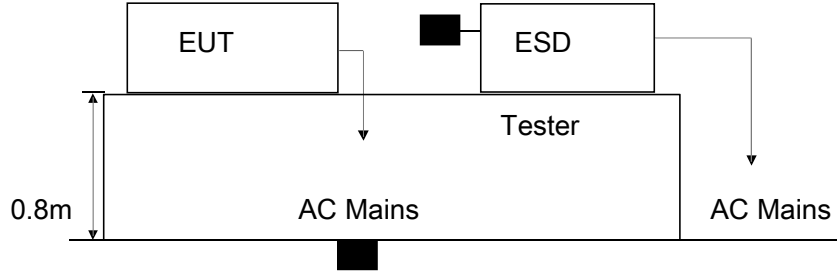 EUT
ESD
Tester
0.8m
AC Mains
AC Mains